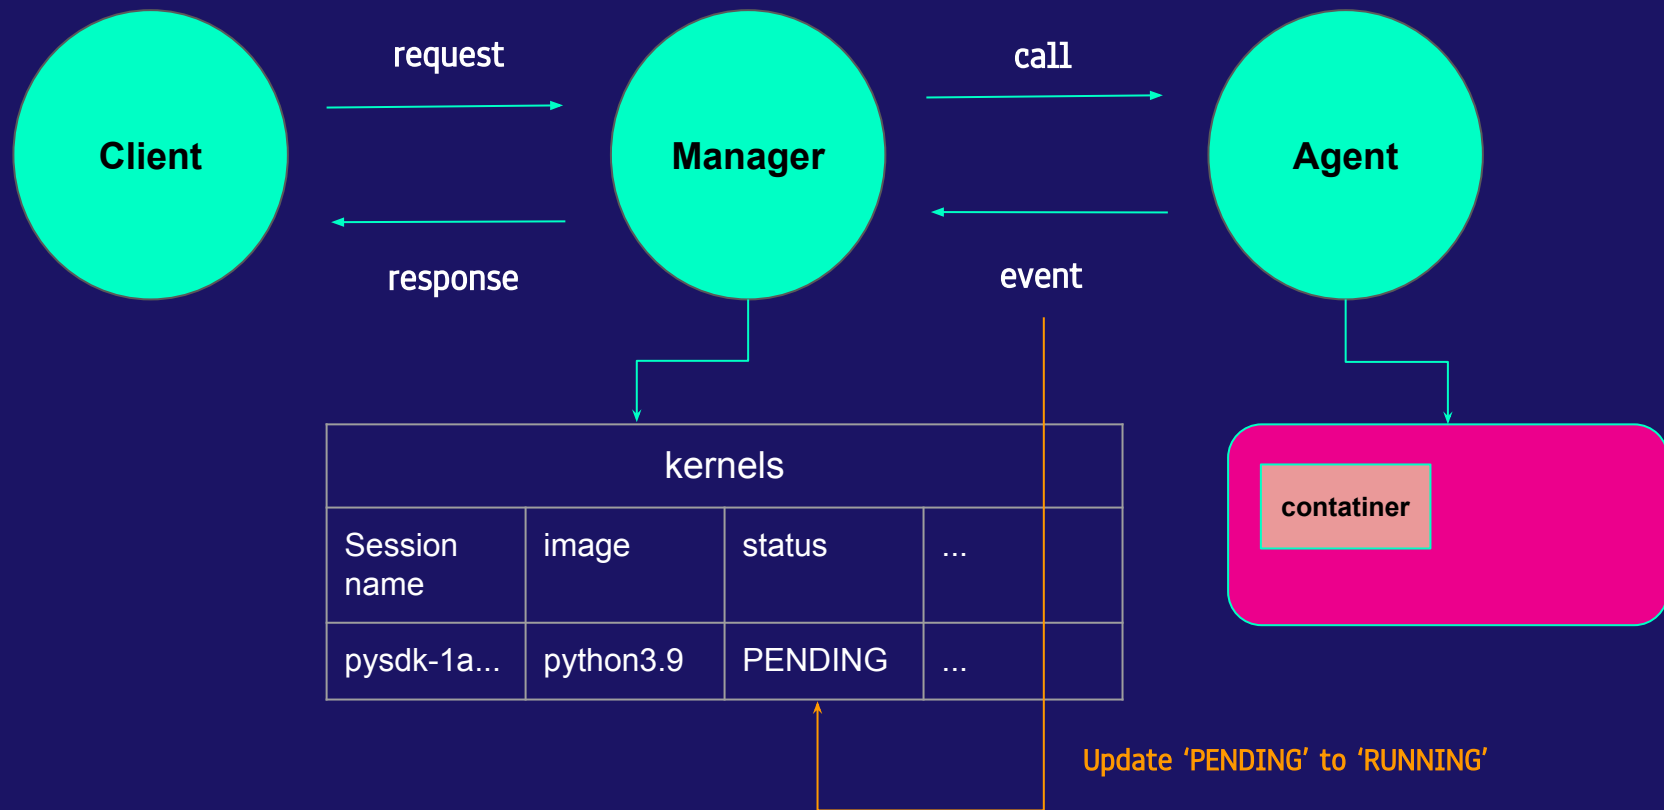 request
call
Client
Manager
Agent
response
event
kernels
Session
name
image
status
...
contatiner
pysdk-1a...
python3.9
PENDING
...
Update ‘PENDING’ to ‘RUNNING’